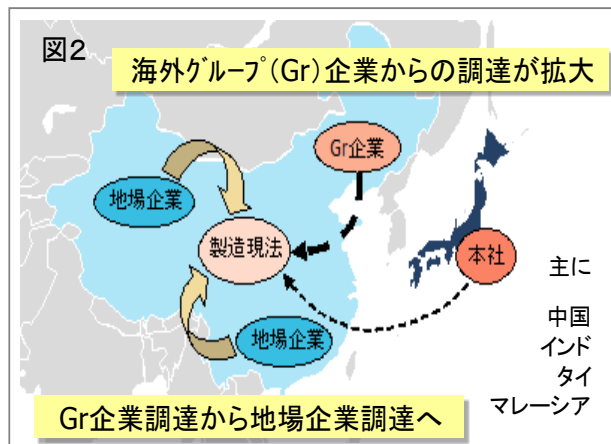 図2
海外グループ(Gr)企業からの調達が拡大
Gr企業
地場企業
製造現法
本社
地場企業
主に
中国
インド
タイ
マレーシア
Gr企業調達から地場企業調達へ